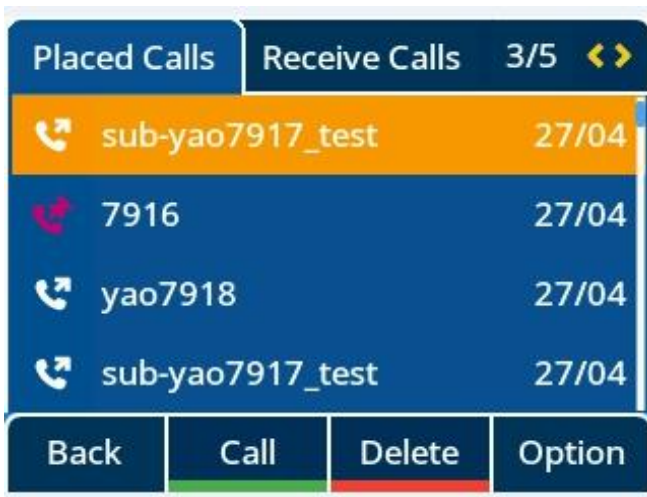 Placed Calls Receive Calls 3/5 < >
sub-yao7917_test 27/04
7916 27/04
yao7918 27/04
sub-yao7917_test 27/04
Back Call Delete Option